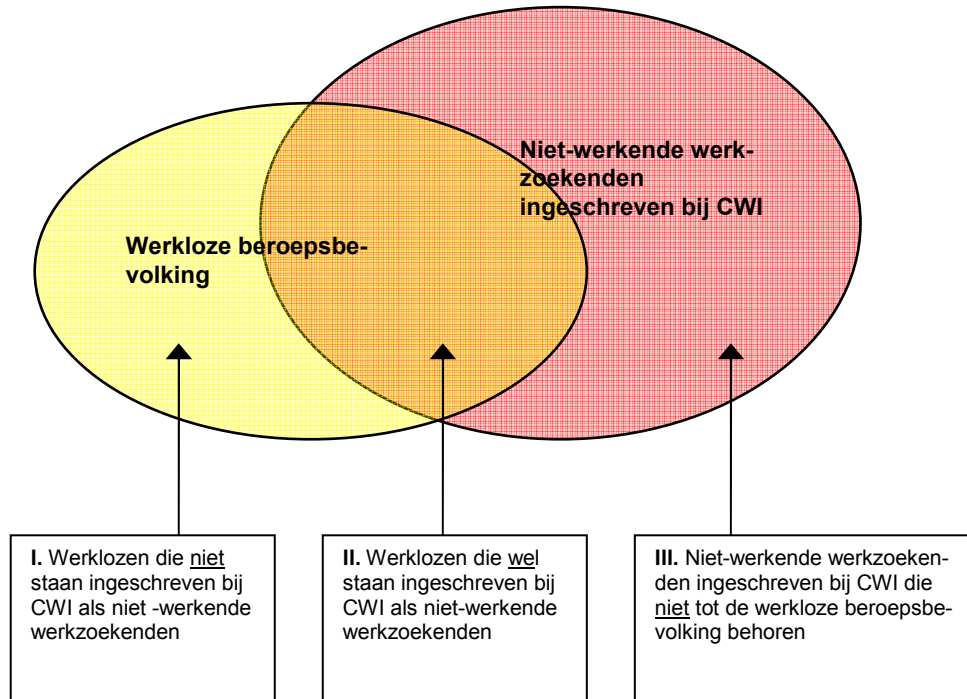 Niet-werkende werk-
zoekenden
ingeschreven bij CWI
Werkloze beroepsbe-
volking
I. Werklozen die niet
staan ingeschreven bij
CWI als niet -werkende
werkzoekenden
II. Werklozen die wel
staan ingeschreven bij
CWI als niet-werkende
werkzoekenden
III. Niet-werkende werkzoeken-
den ingeschreven bij CWI die
niet tot de werkloze beroepsbe-
volking behoren